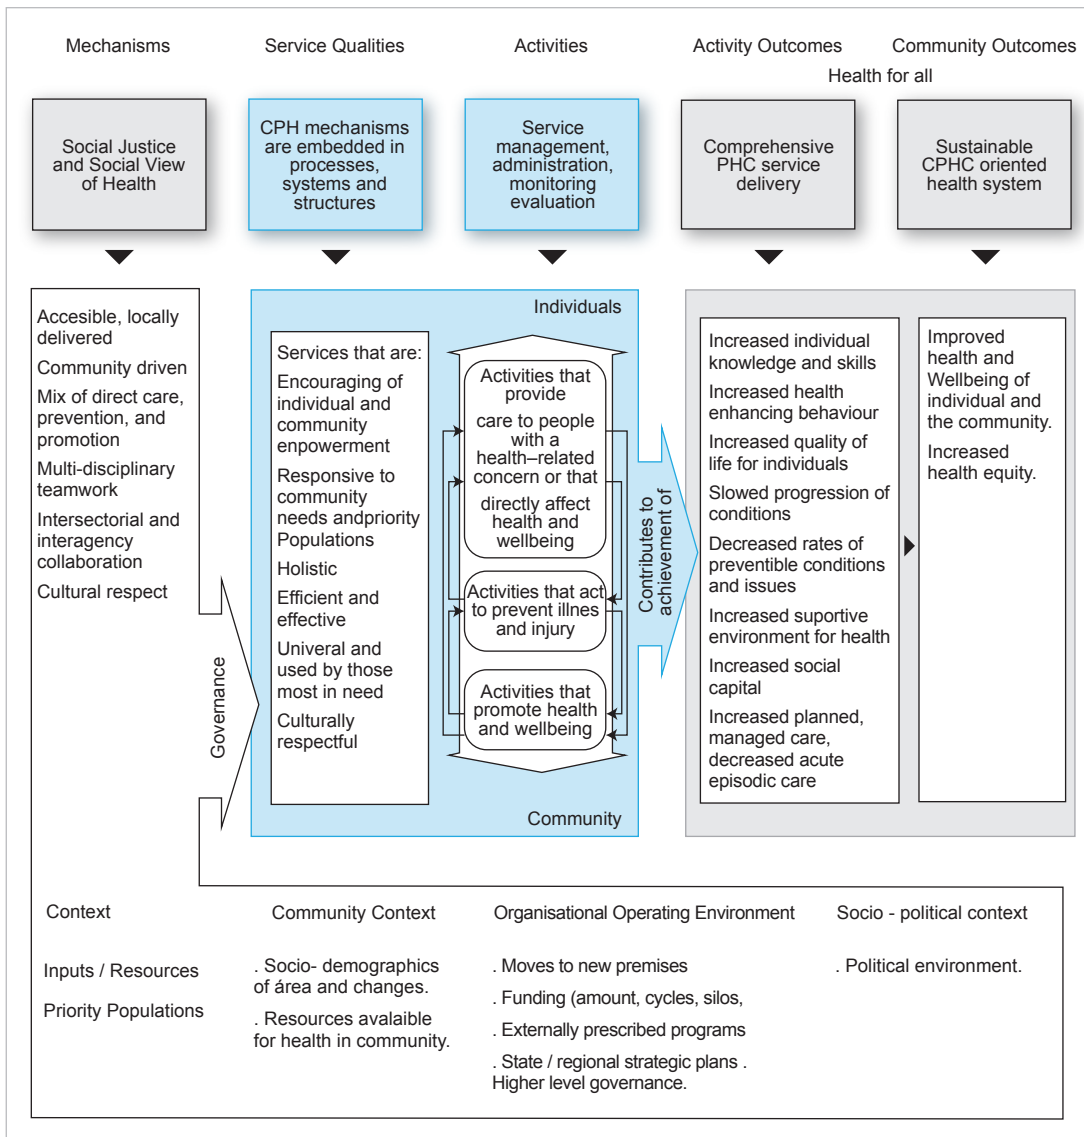 Mechanisms
Service Qualities
Activities
Activity Outcomes
Community Outcomes
Health for all
Social Justice
and Social View
of Health
CPH mechanisms
are embedded in
processes,
systems and
structures
Service
management,
administration,
monitoring
evaluation
Comprehensive
PHC service
delivery
Sustainable
CPHC oriented
health system
Accesible, locally
delivered
Community driven
Mix of direct care,
prevention, and
promotion
Multi-disciplinary
teamwork
Intersectorial and
interagency
collaboration
Cultural respect
Governance
Individuals
Services that are:
Encouraging of
individual and
community
enpowerment
Responsive to
community
needs andpriority
Populations
Holistic
Efficient and
effective
Univeral and
used by those
most in need
Culturally
respectful
Activities that
provide
care to people
with a
health–related
concern or that
directly affect
health and
wellbeing
Activities that act
to prevent illnes
and injury
Activities that
promote health
and wellbeing
Community
Contributes to
achievement of
Increased individual
knowledge and skills
Increased health
enhancing behaviour
Increased quality of
life for individuals
Slowed progression of
conditions
Decreased rates of
preventible conditions
and issues
Increased suportive
environment for health
Increased social
capital
Increased planned,
managed care,
decreased acute
episodic care
Improved
health and
Wellbeing of
individual and
the community.
Increased
health equity.
Context
Inputs / Resources
Priority Populations
Community Context
. Socio- demographics
of área and changes.
. Resources avalaible
for health in community.
Organisational Operating Environment
. Moves to new premises
. Funding (amount, cycles, silos,
. Externally prescribed programs
. State / regional strategic plans .
Higher level governance.
Socio - political context
. Political environment.